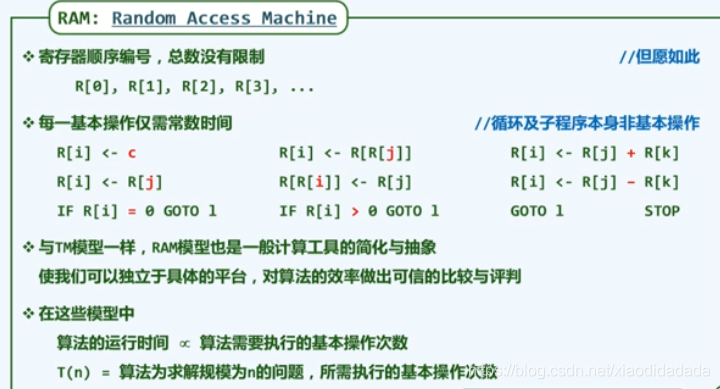 RAM: Random Access Machine
❖ 寄存器顺序编号，总数没有限制 //但愿如此
R[0], R[1], R[2], R[3], ...
❖ 每一基本操作仅需常数时间 //循环及子程序本身非基本操作
R[i] <- c R[i] <- R[R[j]] R[i] <- R[j] + R[k]
R[i] <- R[j] R[R[i]] <- R[j] R[i] <- R[j] - R[k]
IF R[i] = 0 GOTO l IF R[i] > 0 GOTO l GOTO l STOP
❖ 与TM模型一样，RAM模型也是一般计算工具的简化与抽象
使我们可以独立于具体的平台，对算法的效率做出可信的比较与评判
❖ 在这些模型中
算法的运行时间 ∝ 算法需要执行的基本操作次数
T(n) = 算法为求解规模为n的问题，所需执行的基本操作次数
https://blog.csdn.net/xiaodidadada